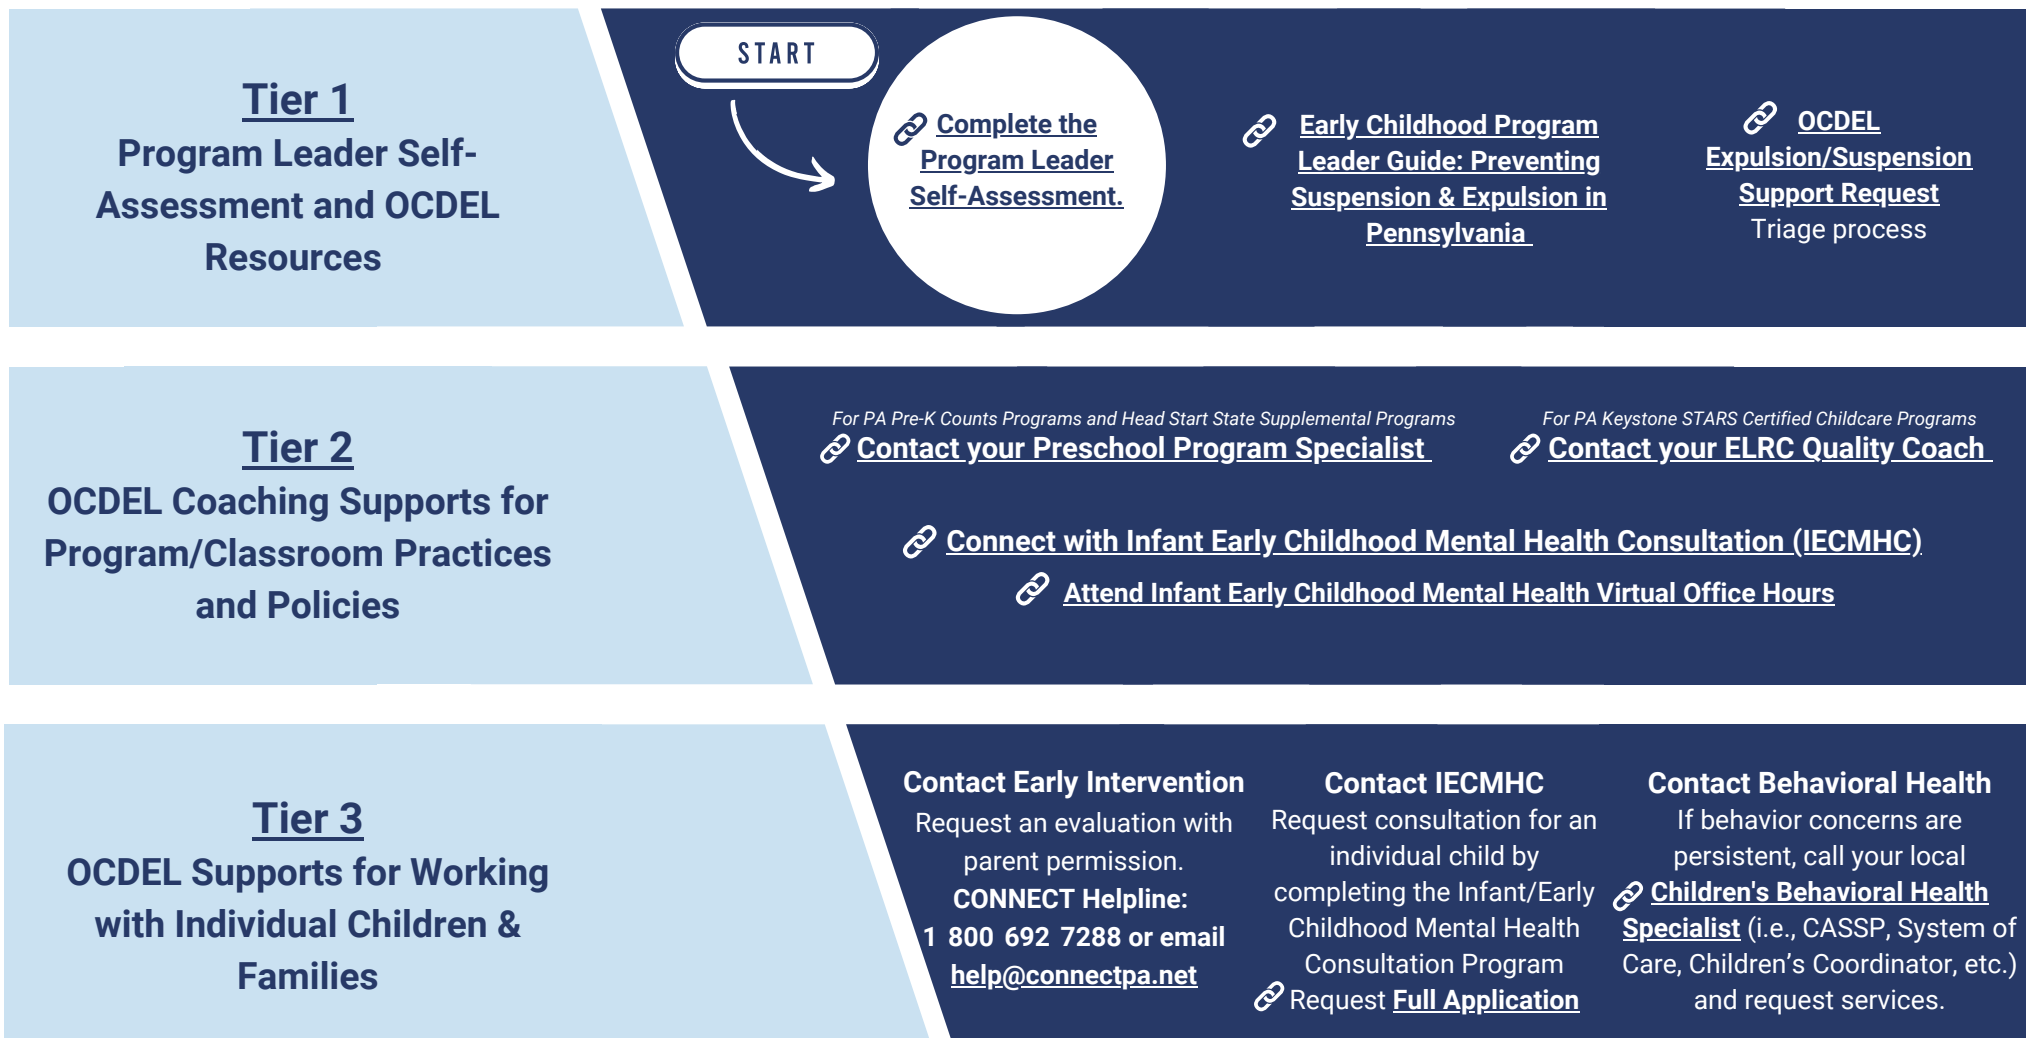 Tier 1
Program Leader Self-
Assessment and OCDEL
Resources
START
Complete the
Program Leader
Self-Assessment.
Early Childhood Program
Leader Guide: Preventing
Suspension & Expulsion in
Pennsylvania
OCDEL
Expulsion/Suspension
Support Request
Triage process
Tier 2
OCDEL Coaching Supports for
Program/Classroom Practices
and Policies
For PA Pre-K Counts Programs and Head Start State Supplemental Programs
Contact your Preschool Program Specialist
For PA Keystone STARS Certified Childcare Programs
Contact your ELRC Quality Coach
Connect with Infant Early Childhood Mental Health Consultation (IECMHC)
Attend Infant Early Childhood Mental Health Virtual Office Hours
Tier 3
OCDEL Supports for Working
with Individual Children &
Families
Contact Early Intervention
Request an evaluation with
parent permission.
CONNECT Helpline:
1 800 692 7288 or email
help@connectpa.net
Contact IECMHC
Request consultation for an
individual child by
completing the Infant/Early
Childhood Mental Health
Consultation Program
Request Full Application
Contact Behavioral Health
If behavior concerns are
persistent, call your local
Children's Behavioral Health
Specialist (i.e., CASSP, System of
Care, Children’s Coordinator, etc.)
and request services.